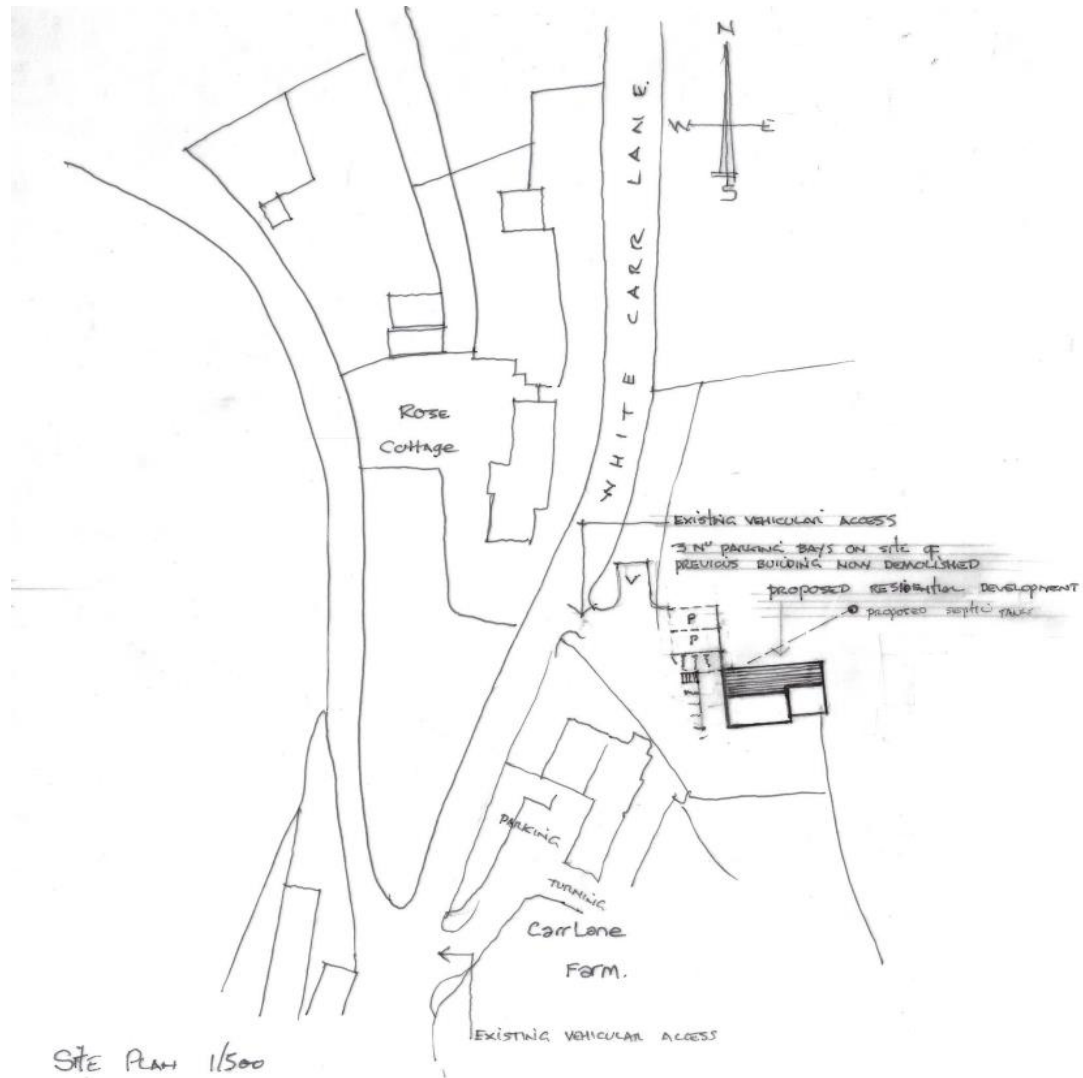 N
W E
S
WHITE CARR LANE
ROSE
Cottage
EXISTING VEHICULAR ACCESS
3 No PARKING BAYS ON SITE OF
PREVIOUS BUILDING NOW DEMOLISHED
PROPOSED RESIDENTIAL DEVELOPMENT
PROPOSED SEPTIC TANK
V
P
P
PARKING
TURNING
Carr Lane
Farm.
EXISTING VEHICULAR ACCESS
SITE PLAN 1/500